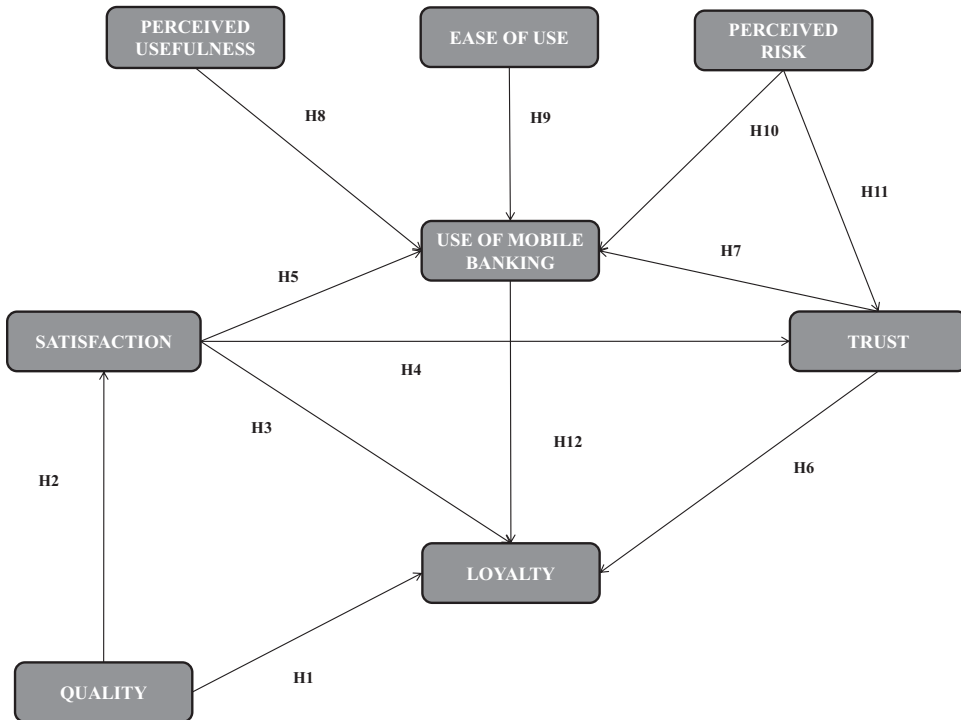 PERCEIVED
USEFULNESS
EASE OF USE
PERCEIVED
RISK
H8
H9
H10
H11
USE OF MOBILE
BANKING
H7
H5
SATISFACTION
TRUST
H4
H3
H12
H6
H2
LOYALTY
H1
QUALITY